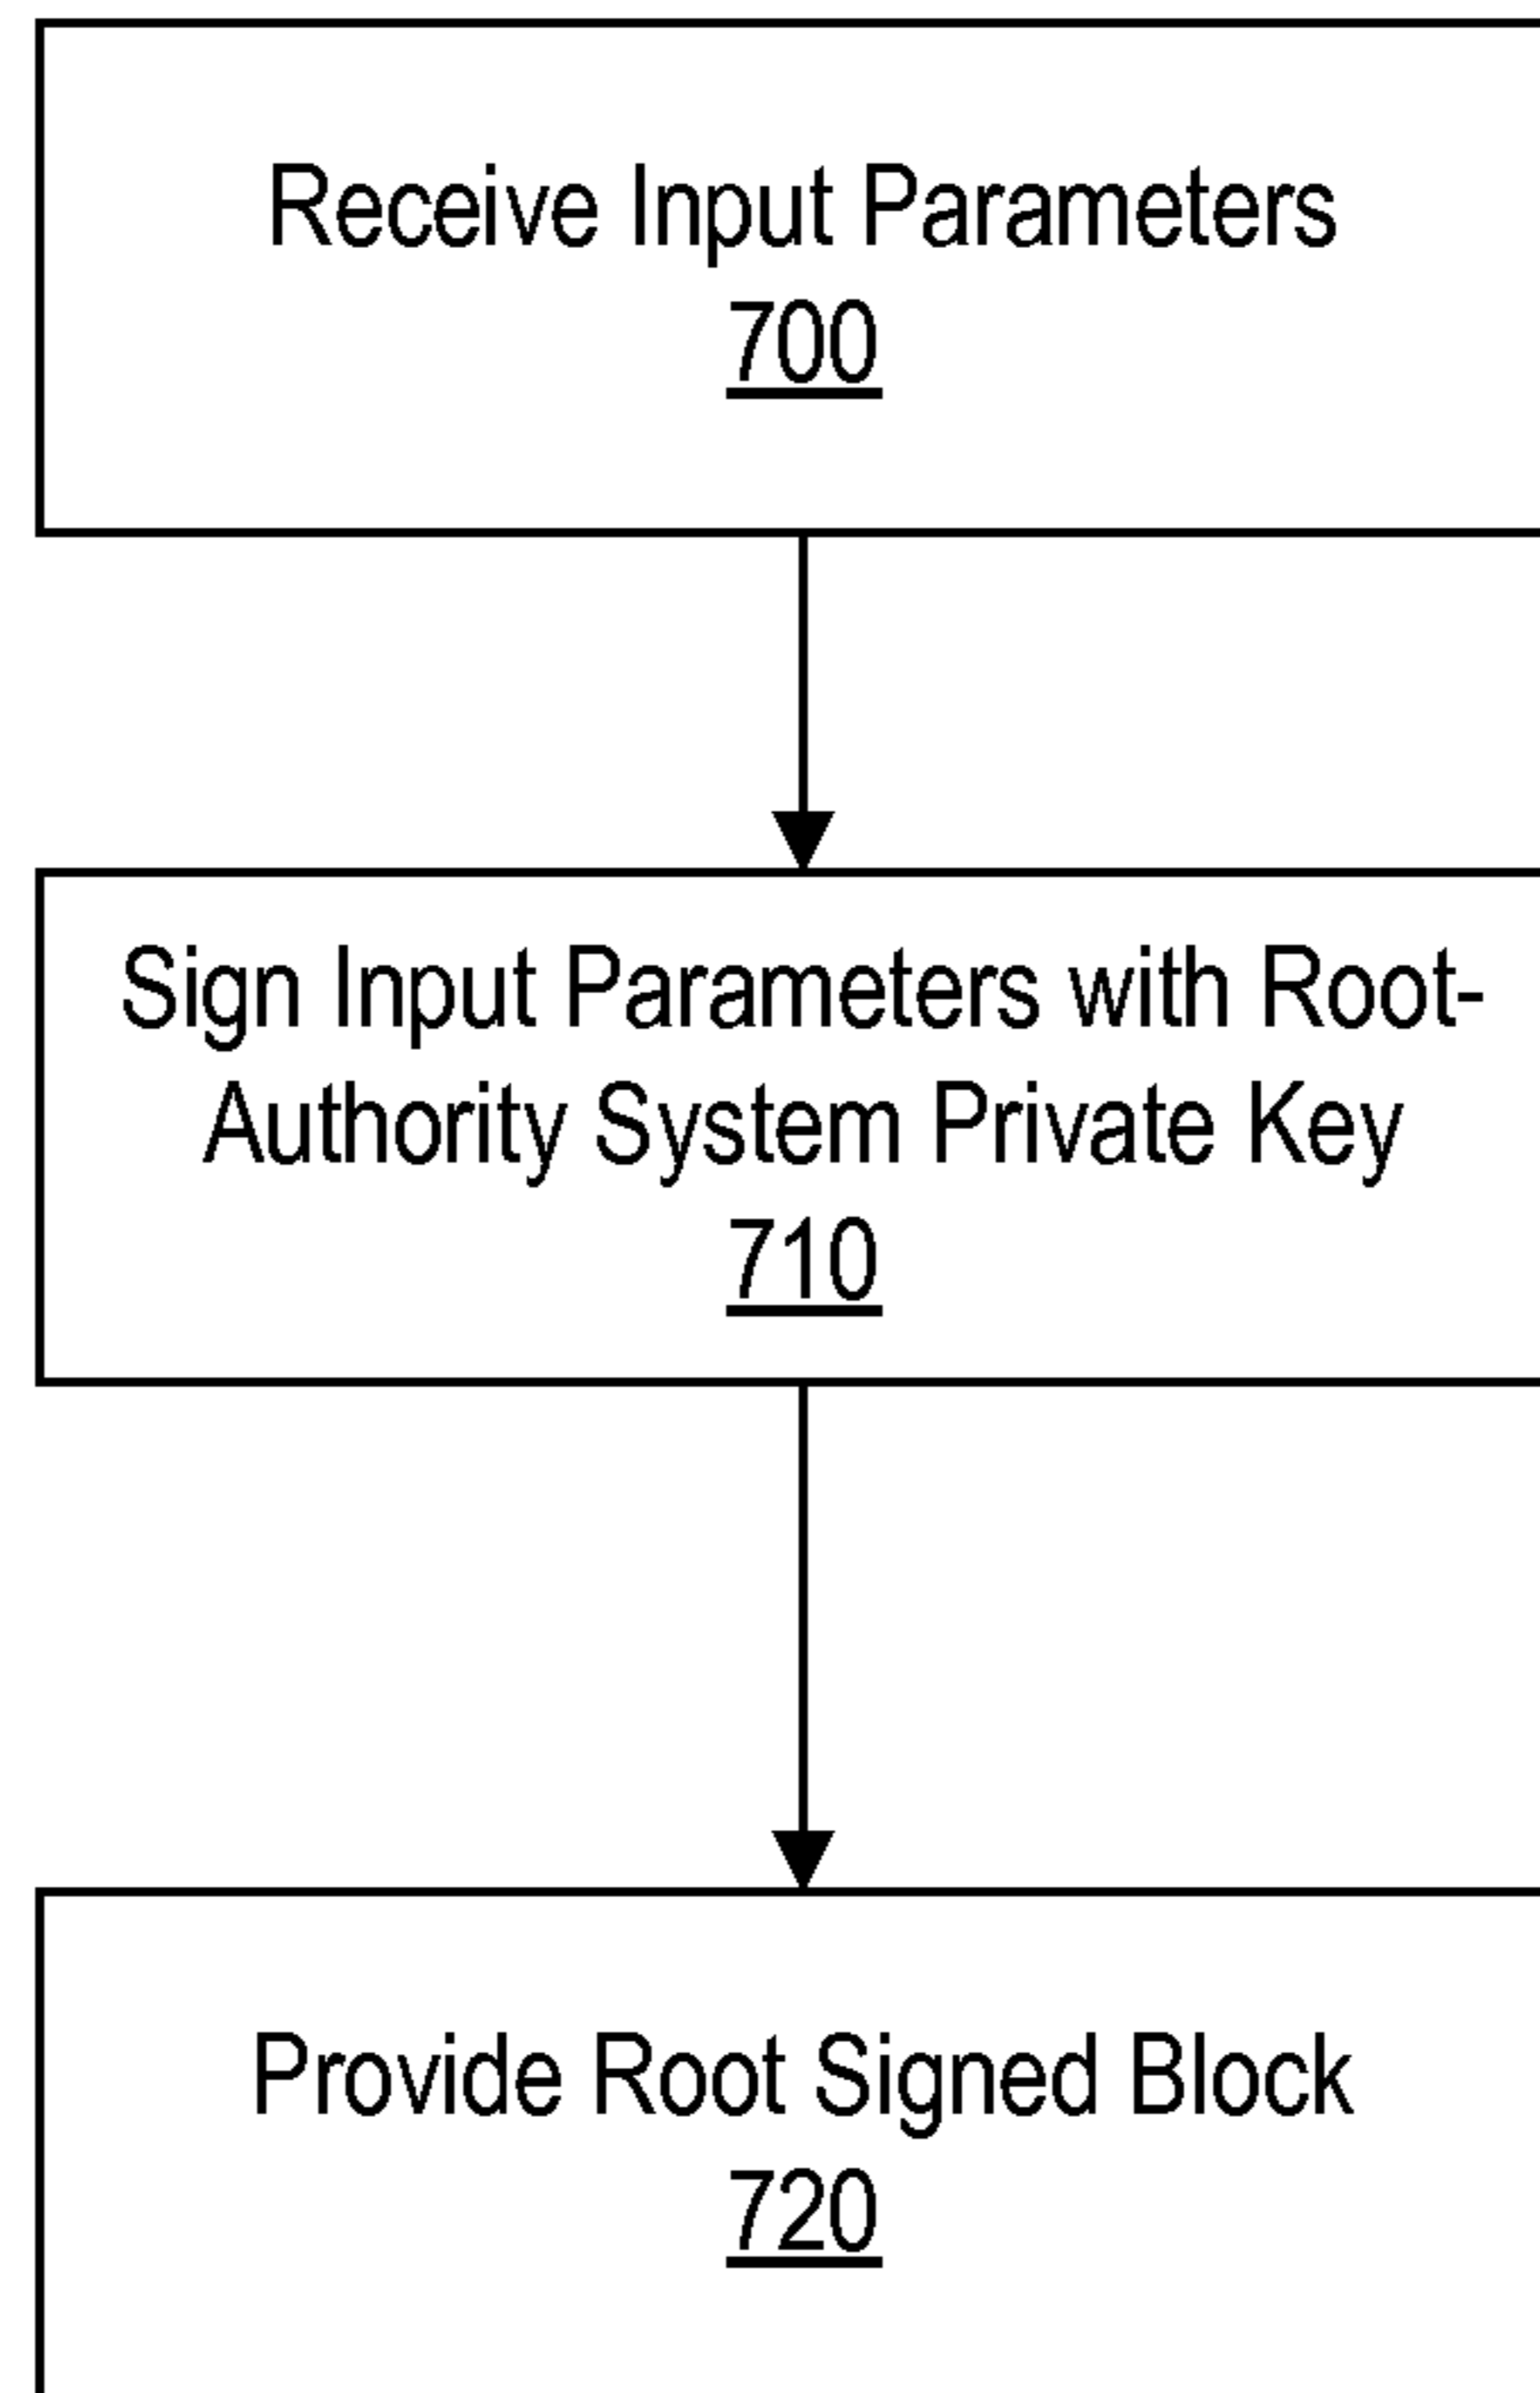 Receive Input Parameters
700
Sign Input Parameters with Root-
Authority System Private Key
710
Provide Root Signed Block
720